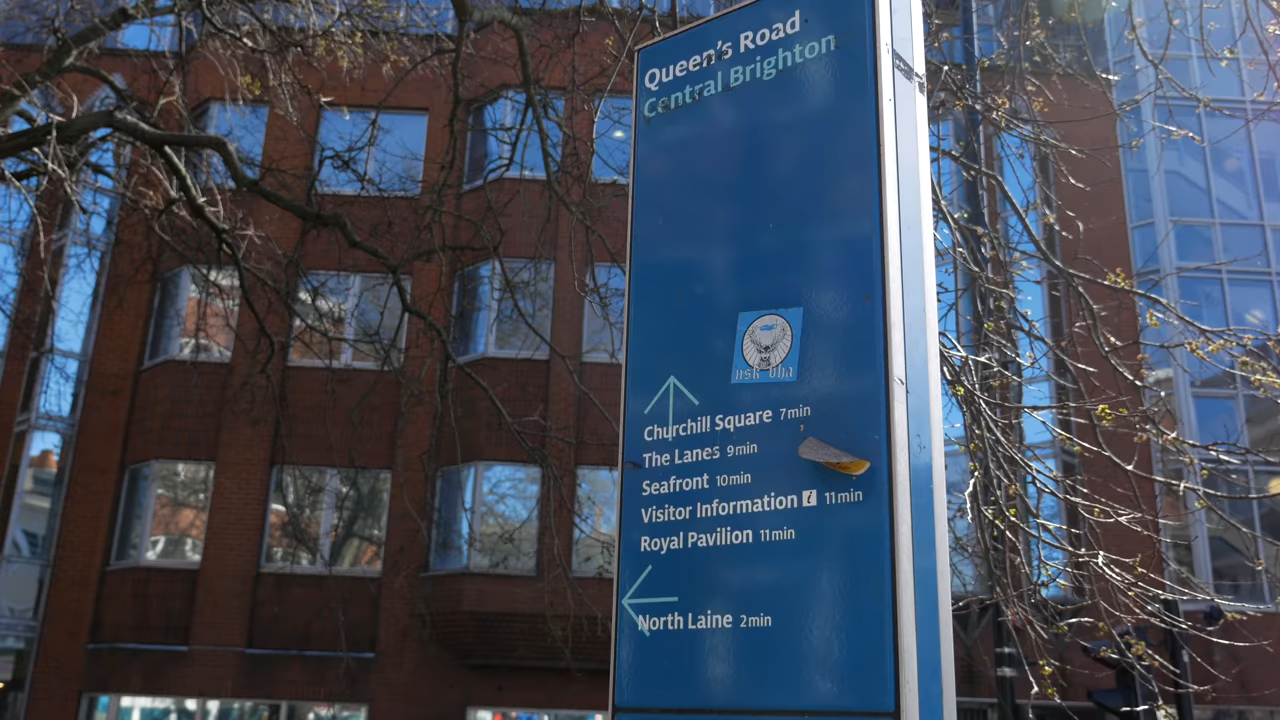 Queen's Road
Central Brighton
Churchill Square 7min
The Lanes 9min
Seafront 10min
Visitor Information i 11min
Royal Pavilion 11min
North Laine 2min